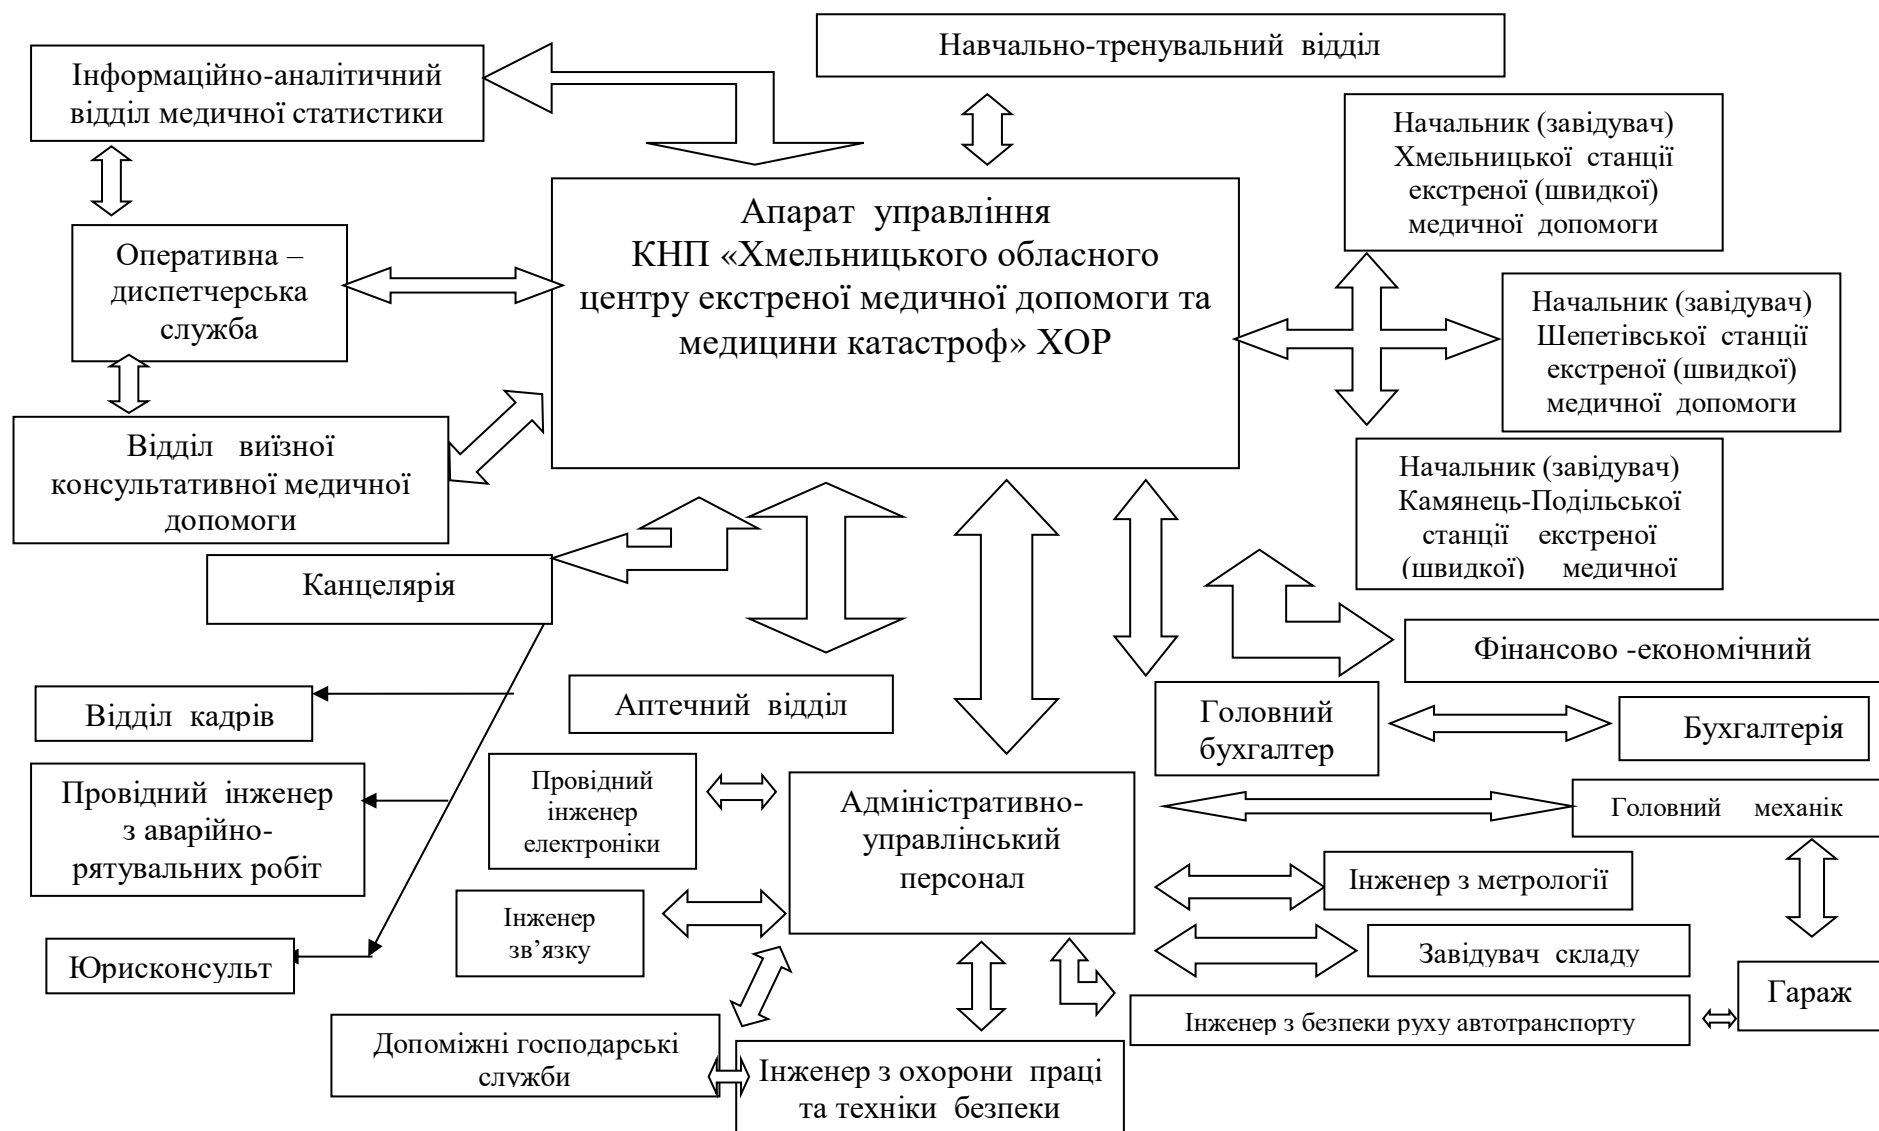 Навчально-тренувальний відділ
Інформаційно-аналітичний
відділ медичної статистики
Начальник (завідувач)
Хмельницької станції
екстреної (швидкої)
медичної допомоги
Апарат управління
КНП «Хмельницького обласного
центру екстреної медичної допомоги та
медицини катастроф» ХОР
Оперативна –
диспетчерська
служба
Начальник (завідувач)
Шепетівської станції
екстреної (швидкої)
медичної допомоги
Відділ виїзної
консультативної медичної
допомоги
Начальник (завідувач)
Камянець-Подільської
станції екстреної
(швидкої) медичної
Канцелярія
Фінансово -економічний
Відділ кадрів
Аптечний відділ
Головний
бухгалтер
Бухгалтерія
Провідний інженер
з аварійно-
рятувальних робіт
Провідний
інженер
електроніки
Адміністративно-
управлінський
персонал
Головний механік
Інженер з метрології
Інженер
зв’язку
Завідувач складу
Юрисконсульт
Гараж
Інженер з безпеки руху автотранспорту
Допоміжні господарські
служби
Інженер з охорони праці
та техніки безпеки